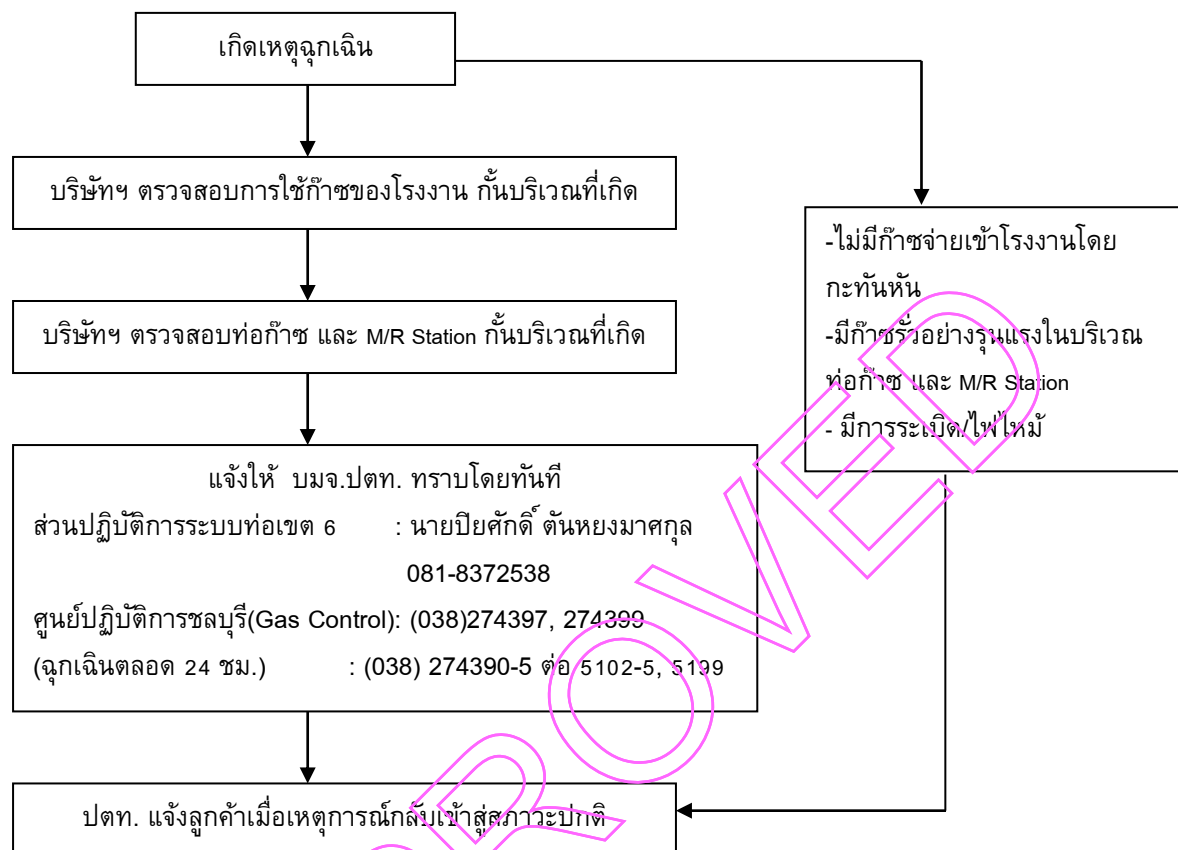 เกิดเหตุฉุกเฉิน
บริษัทฯ ตรวจสอบการใช้ก๊าซของโรงงาน กั้นบริเวณที่เกิด
บริษัทฯ ตรวจสอบท่อก๊าซ และ M/R Station กั้นบริเวณที่เกิด
แจ้งให้ บมจ.ปตท. ทราบโดยทันที
ส่วนปฏิบัติการระบบท่อเขต 6 : นายปิยศักดิ์ ตันหยงมาศกุล
081-8372538
ศูนย์ปฏิบัติการชลบุรี(Gas Control): (038)274397, 274399
(ฉุกเฉินตลอด 24 ชม.) : (038) 274390-5 ต่อ 5102-5, 5199
-ไม่มีก๊าซจ่ายเข้าโรงงานโดย
กะทันหัน
-มีก๊าซรั่วอย่างรุนแรงในบริเวณ
ท่อก๊าซ และ M/R Station
- มีการระเบิด/ไฟไหม้
ปตท. แจ้งลูกค้าเมื่อเหตุการณ์กลับเข้าสู่สภาวะปกติ
ROVED